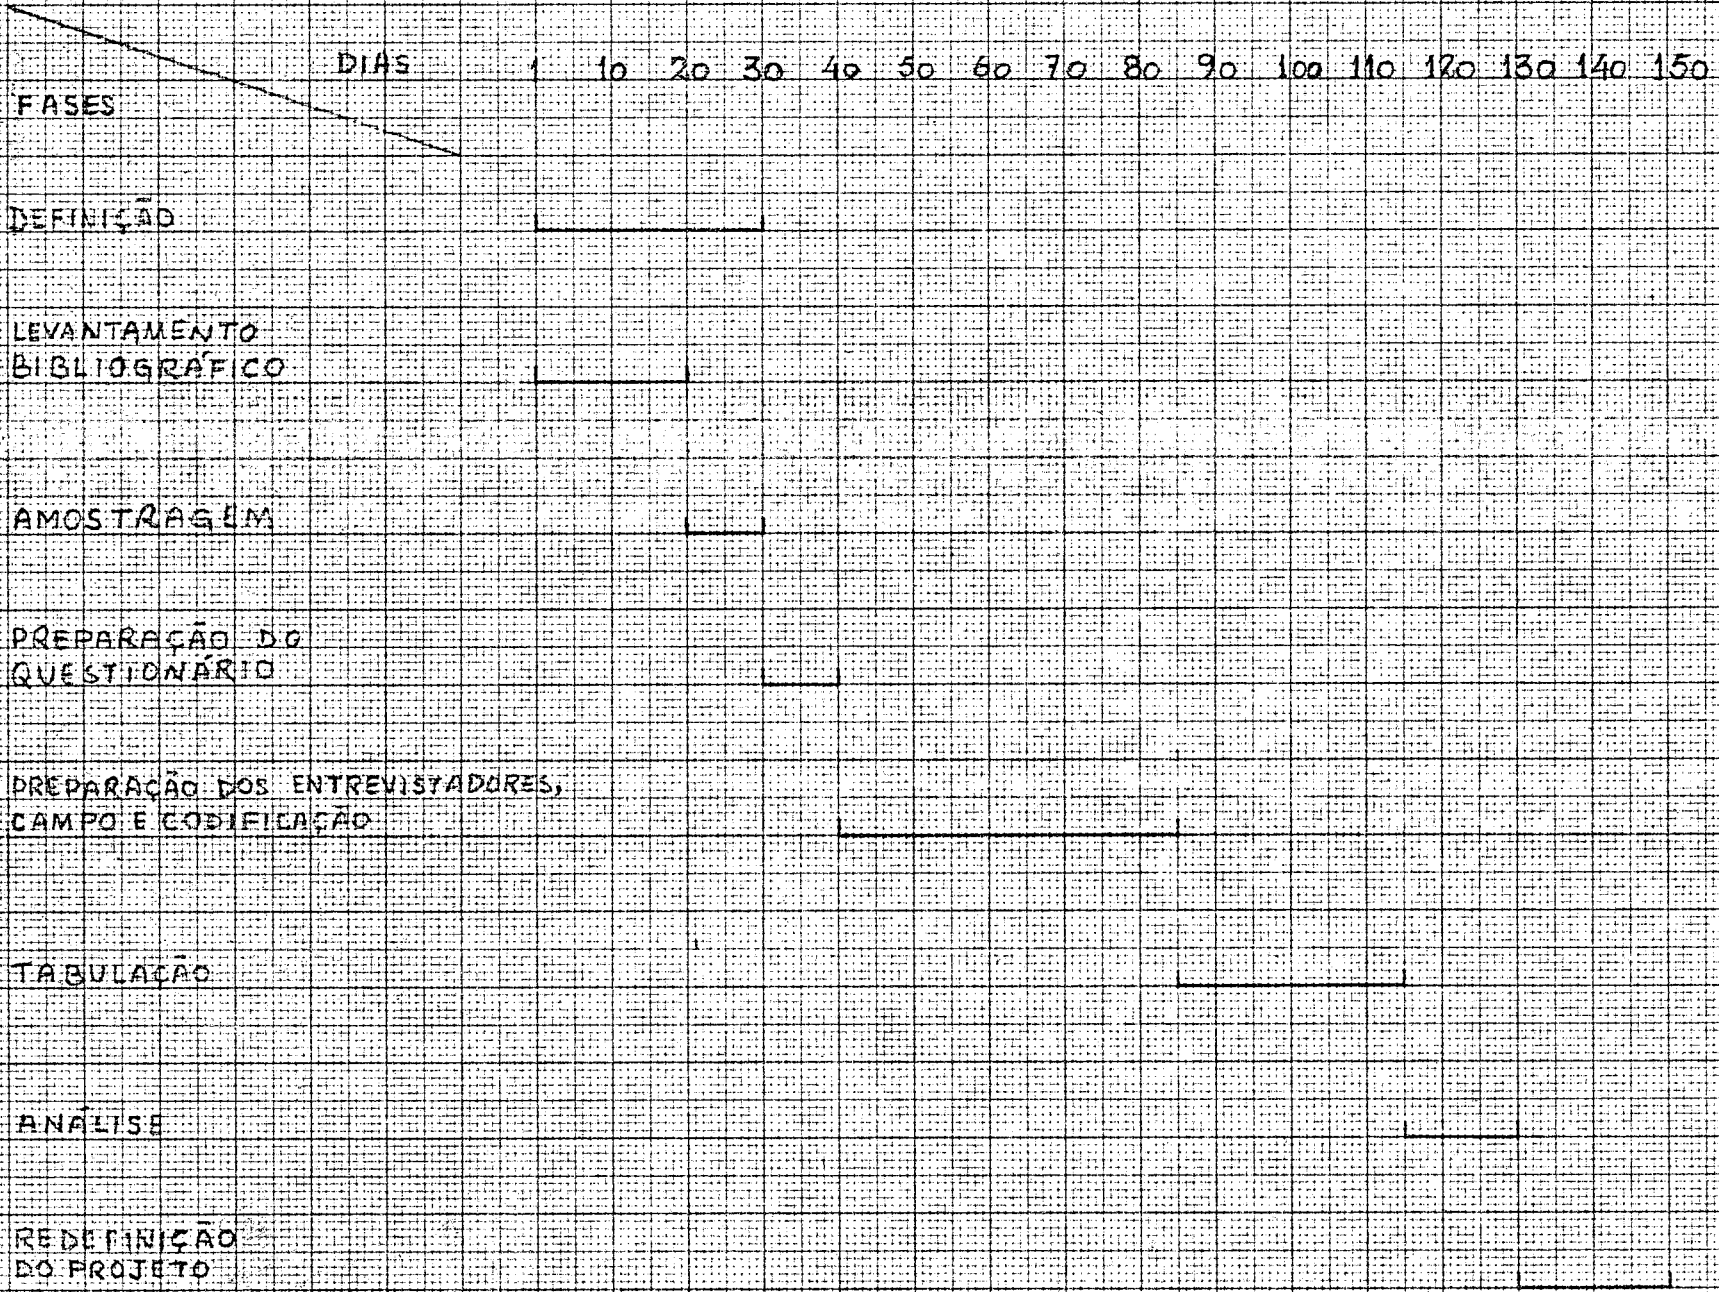 DIAS 1 10 20 30 40 50 60 70 80 90 100 110 120 130 140 150
FASES
DEFINIÇÃO
LEVANTAMENTO
BIBLIOGRÁFICO
AMOSTRAGEM
PREPARAÇÃO DO
QUESTIONÁRIO
PREPARAÇÃO DOS ENTREVISTADORES,
CAMPO E CODIFICAÇÃO
TABULAÇÃO
ANÁLISE
REDEFINIÇÃO
DO PROJETO